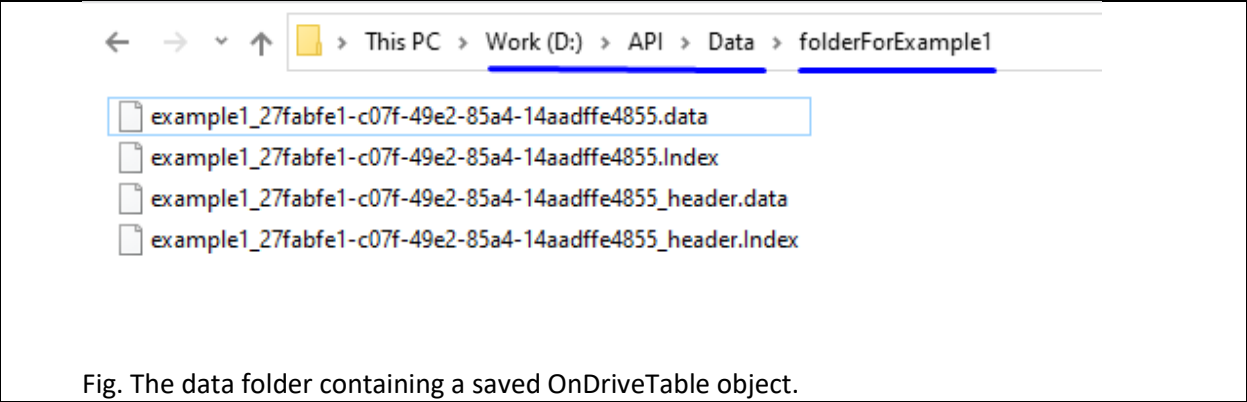 This PC > Work (D:) > API > Data > folderForExample1
example1_27fabfe1-c07f-49e2-85a4-14aadffe4855.data
example1_27fabfe1-c07f-49e2-85a4-14aadffe4855.Index
example1_27fabfe1-c07f-49e2-85a4-14aadffe4855_header.data
example1_27fabfe1-c07f-49e2-85a4-14aadffe4855_header.Index
Fig. The data folder containing a saved OnDriveTable object.